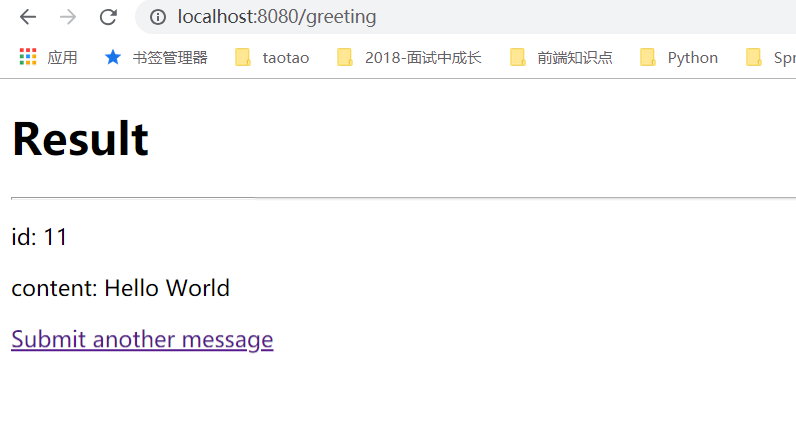 localhost:8080/greeting
应用 书签管理器 taotao 2018-面试中成长 前端知识点 Python Spr
Result
id: 11
content: Hello World
Submit another message